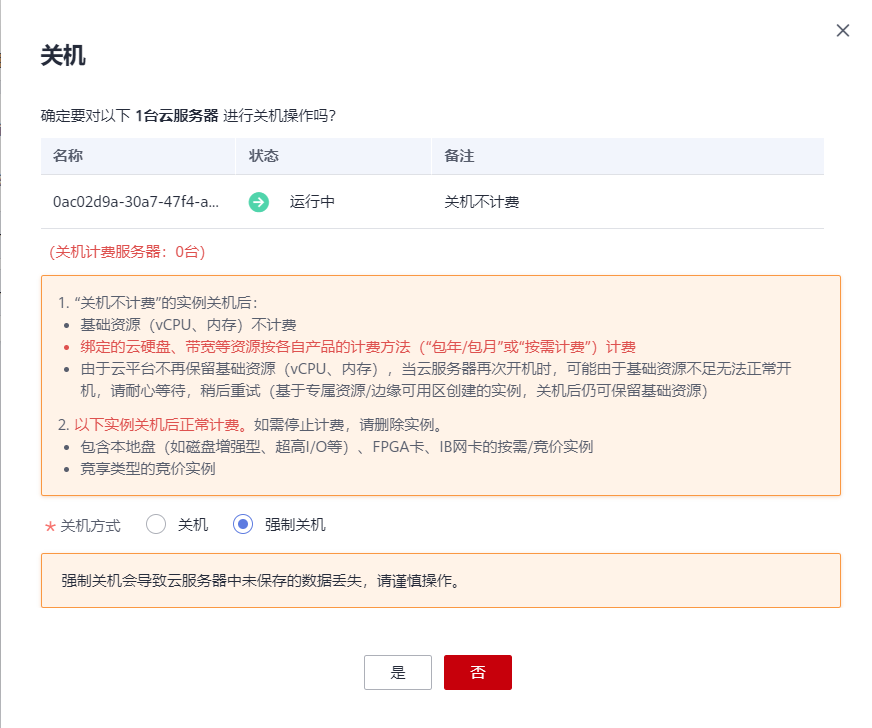 关机
确定要对以下 1台云服务器 进行关机操作吗?
名称 状态 备注
0ac02d9a-30a7-47f4-a... 运行中 关机不计费
(关机计费服务器：0台)
1. “关机不计费”的实例关机后：
• 基础资源（vCPU、内存）不计费
• 绑定的云硬盘、带宽等资源按各自产品的计费方法（“包年/包月”或“按需计费”）计费
• 由于云平台不再保留基础资源（vCPU、内存），当云服务器再次开机时，可能由于基础资源不足无法正常开
机，请耐心等待，稍后重试（基于专属资源/边缘可用区创建的实例，关机后仍可保留基础资源）
2. 以下实例关机后正常计费。如需停止计费，请删除实例。
• 包含本地盘（如磁盘增强型、超高I/O等）、FPGA卡、IB网卡的按需/竞价实例
• 竞享类型的竞价实例
* 关机方式 关机 强制关机
强制关机会导致云服务器中未保存的数据丢失，请谨慎操作。
是 否